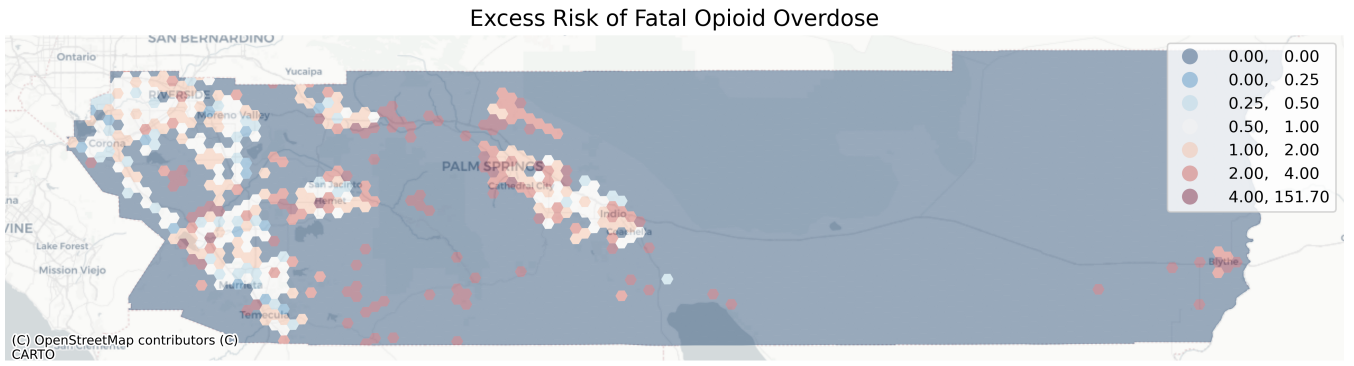 Excess Risk of Fatal Opioid Overdose
SAN BERNARDINO
Ontario
Yucaipa
RIVERSIDE
Moreno Valley
Corona
PALM SPRINGS
San Jacinto
Cathedral City
Hemet
Indio
Coachella
Lake Forest
Mission Viejo
Murrieta
Temecula
Blythe
0.00, 0.00
0.00, 0.25
0.25, 0.50
0.50, 1.00
1.00, 2.00
2.00, 4.00
4.00, 151.70
(C) OpenStreetMap contributors (C)
CARTO
San Clemente